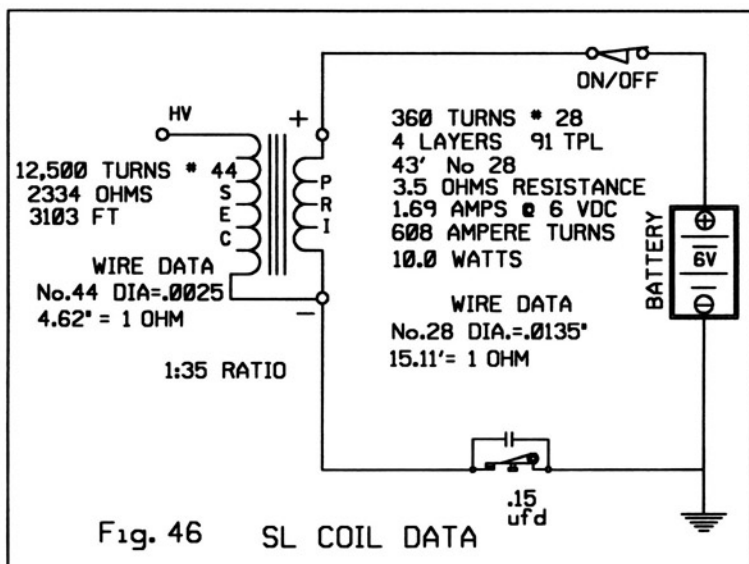 ON/OFF
HV
+
360 TURNS # 28
4 LAYERS 91 TPL
43' No 28
3.5 OHMS RESISTANCE
1.69 AMPS @ 6 VDC
608 AMPERE TURNS
10.0 WATTS
12,500 TURNS # 44
2334 OHMS
3103 FT
SEC
PRI
WIRE DATA
No.44 DIA=.0025
4.62" = 1 OHM
-
WIRE DATA
No.28 DIA.=.0135"
15.11'= 1 OHM
BATTERY
+
6V
-
1:35 RATIO
.15
ufd
Fig. 46 SL COIL DATA